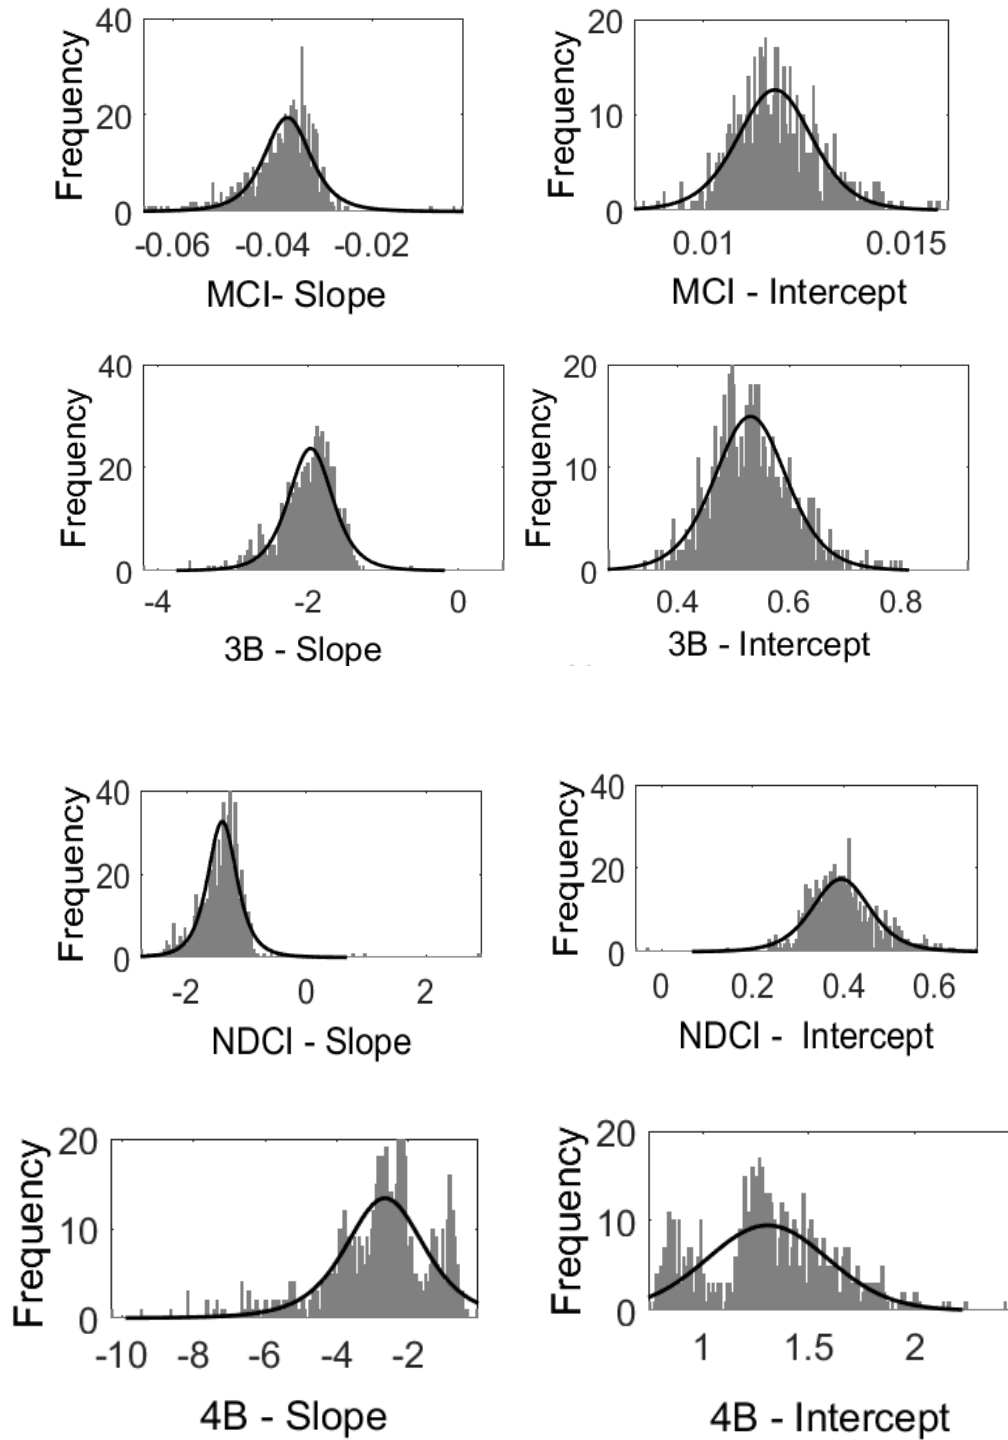 Frequency
40
20
0
-0.06 -0.04 -0.02
MCI- Slope
Frequency
20
10
0
0.01 0.015
MCI - Intercept
Frequency
40
20
0
-4 -2 0
3B - Slope
Frequency
20
10
0
0.4 0.6 0.8
3B - Intercept
Frequency
40
20
0
-2 0 2
NDCI - Slope
Frequency
40
20
0
0 0.2 0.4 0.6
NDCI - Intercept
Frequency
20
10
0
-10 -8 -6 -4 -2
4B - Slope
Frequency
20
10
0
1 1.5 2
4B - Intercept